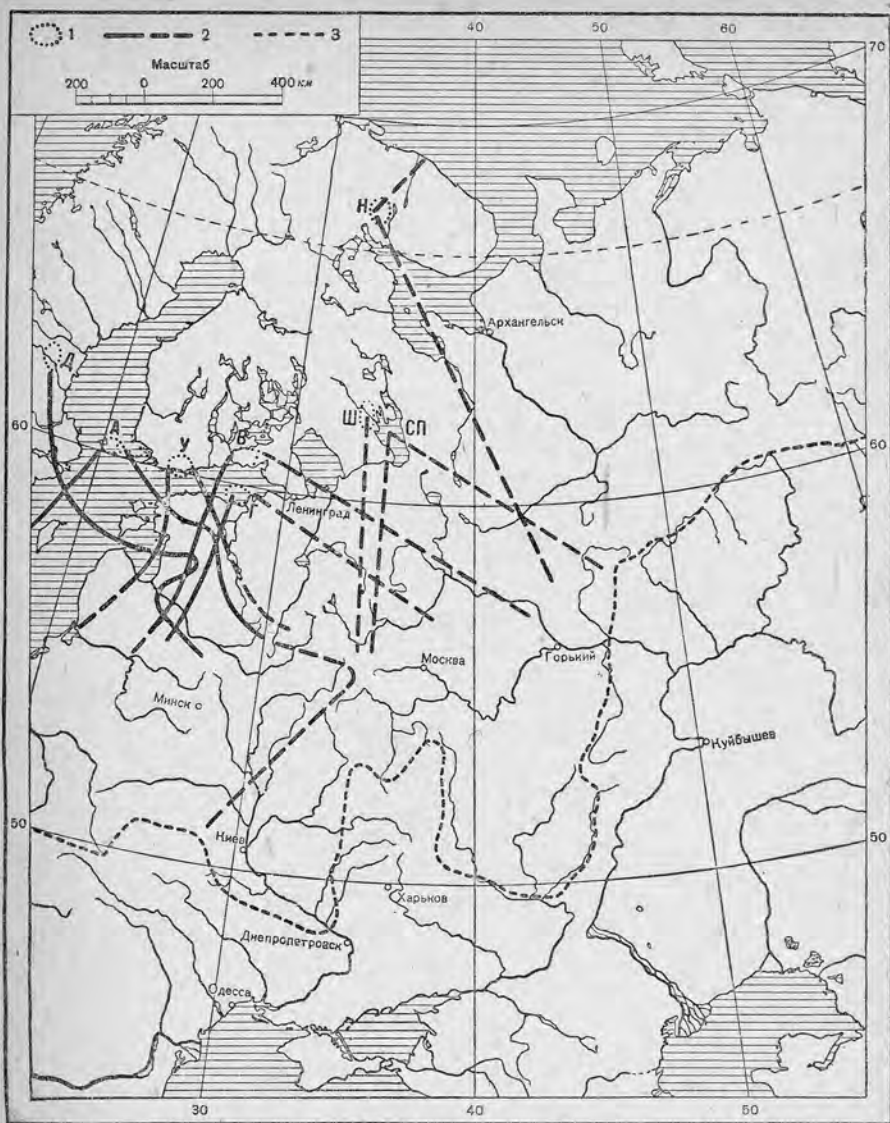 1 2 3
Масштаб
200 0 200 400 км
40 50 60
70
Н
Архангельск
Д
60 А У В Ш СП 60
Ленинград
Москва
Горький
Минск
Куйбышев
50 50
Киев
Харьков
Днепропетровск
Одесса
30 40 50